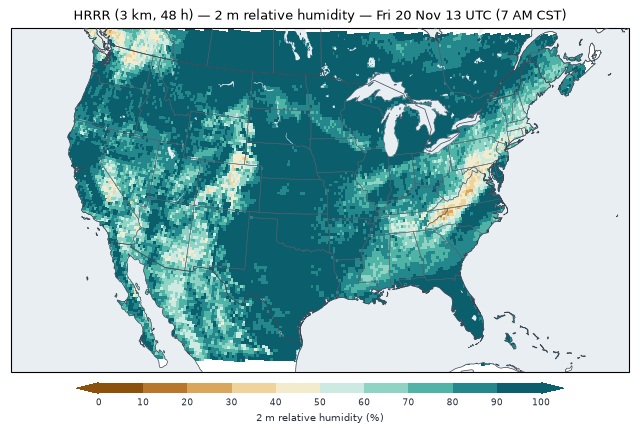 HRRR (3 km, 48 h) — 2 m relative humidity — Fri 20 Nov 13 UTC (7 AM CST)
0 10 20 30 40 50 60 70 80 90 100
2 m relative humidity (%)